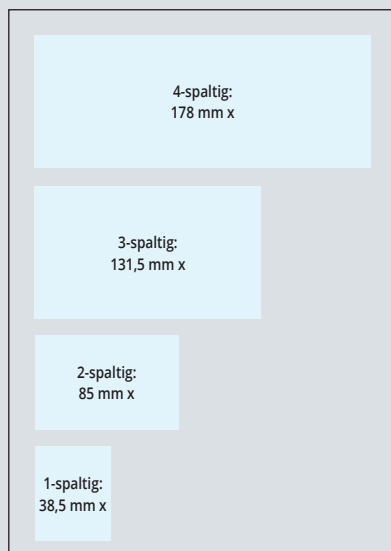 4-spaltig:
178 mm x
3-spaltig:
131,5 mm x
2-spaltig:
85 mm x
1-spaltig:
38,5 mm x